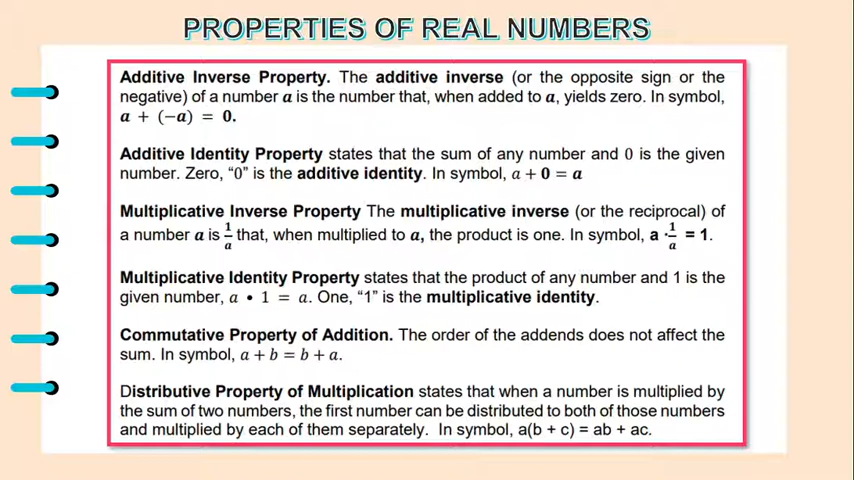 PROPERTIES OF REAL NUMBERS
Additive Inverse Property. The additive inverse (or the opposite sign or the
negative) of a number a is the number that, when added to a, yields zero. In symbol,
a + (−a) = 0.
Additive Identity Property states that the sum of any number and 0 is the given
number. Zero, “0” is the additive identity. In symbol, a + 0 = a
Multiplicative Inverse Property The multiplicative inverse (or the reciprocal) of
a number a is 1/a that, when multiplied to a, the product is one. In symbol, a · 1/a = 1.
Multiplicative Identity Property states that the product of any number and 1 is the
given number, a • 1 = a. One, “1” is the multiplicative identity.
Commutative Property of Addition. The order of the addends does not affect the
sum. In symbol, a + b = b + a.
Distributive Property of Multiplication states that when a number is multiplied by
the sum of two numbers, the first number can be distributed to both of those numbers
and multiplied by each of them separately. In symbol, a(b + c) = ab + ac.